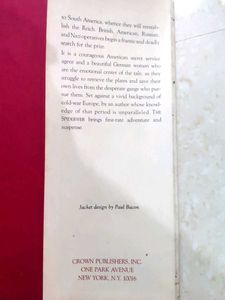 to South America, whence they will reestab-
lish the Reich. British, American, Russian,
and Nazi operatives begin a frantic and deadly
search for the prize.
It is a courageous American secret service
agent and a beautiful German woman who
are the emotional center of the tale, as they
struggle to retrieve the plates and save their
own lives from the desperate gangs who pur-
sue them. Set against a vivid background of
cold-war Europe, by an author whose knowl-
edge of that period is unparalleled, THE
brings first-rate adventure and
suspense.
Jacket design by Paul Bacon
CROWN PUBLISHERS, INC.
ONE PARK AVENUE
NEW YORK, N.Y. 10016